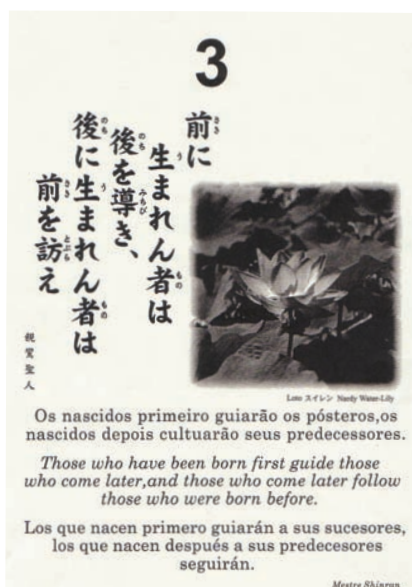 3
前に
生まれん者は
後を導き、
後に生まれん者は
前を訪え
親鸞聖人
Loto スイレン Nardy Water-Lily
Os nascidos primeiro guiarão os pósteros,os
nascidos depois cultuarão seus predecessores.
Those who have been born first guide those
who come later,and those who come later follow
those who were born before.
Los que nacen primero guiarán a sus sucesores,
los que nacen después a sus predecesores
seguirán.
Mestre Shinran